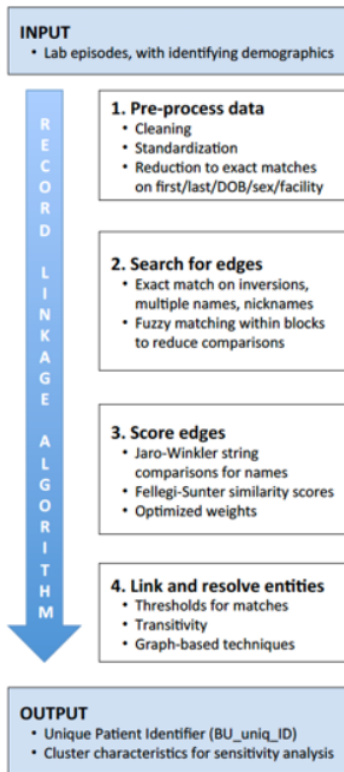 INPUT
• Lab episodes, with identifying demographics
RECORD LINKAGE ALGORITHM
1. Pre-process data
• Cleaning
• Standardization
• Reduction to exact matches
on first/last/DOB/sex/facility
2. Search for edges
• Exact match on inversions,
multiple names, nicknames
• Fuzzy matching within blocks
to reduce comparisons
3. Score edges
• Jaro-Winkler string
comparisons for names
• Fellegi-Sunter similarity scores
• Optimized weights
4. Link and resolve entities
• Thresholds for matches
• Transitivity
• Graph-based techniques
OUTPUT
• Unique Patient Identifier (BU_uniq_ID)
• Cluster characteristics for sensitivity analysis